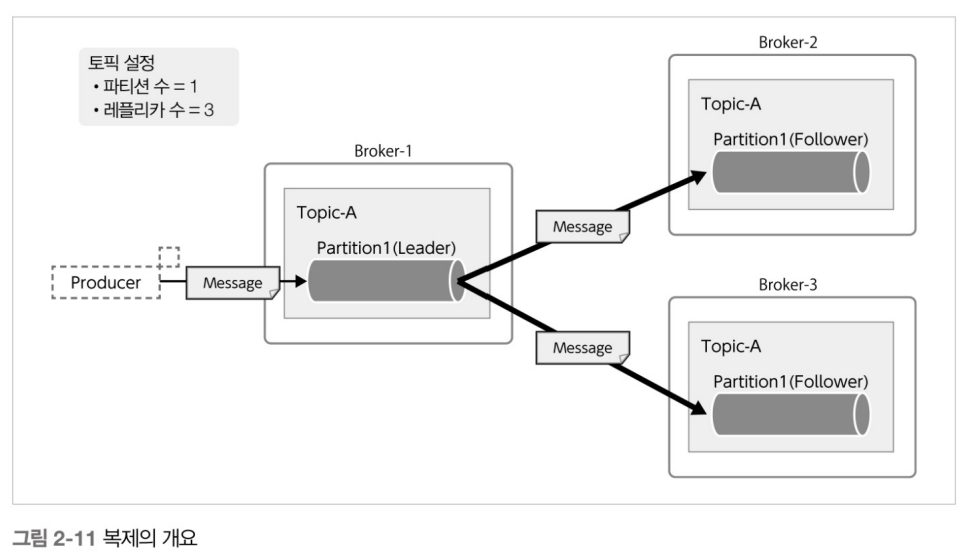 토픽 설정
• 파티션 수 = 1
• 레플리카 수 = 3
Broker-1
Topic-A
Partition1(Leader)
Producer
Message
Message
Message
Broker-2
Topic-A
Partition1(Follower)
Broker-3
Topic-A
Partition1(Follower)
그림 2-11 복제의 개요